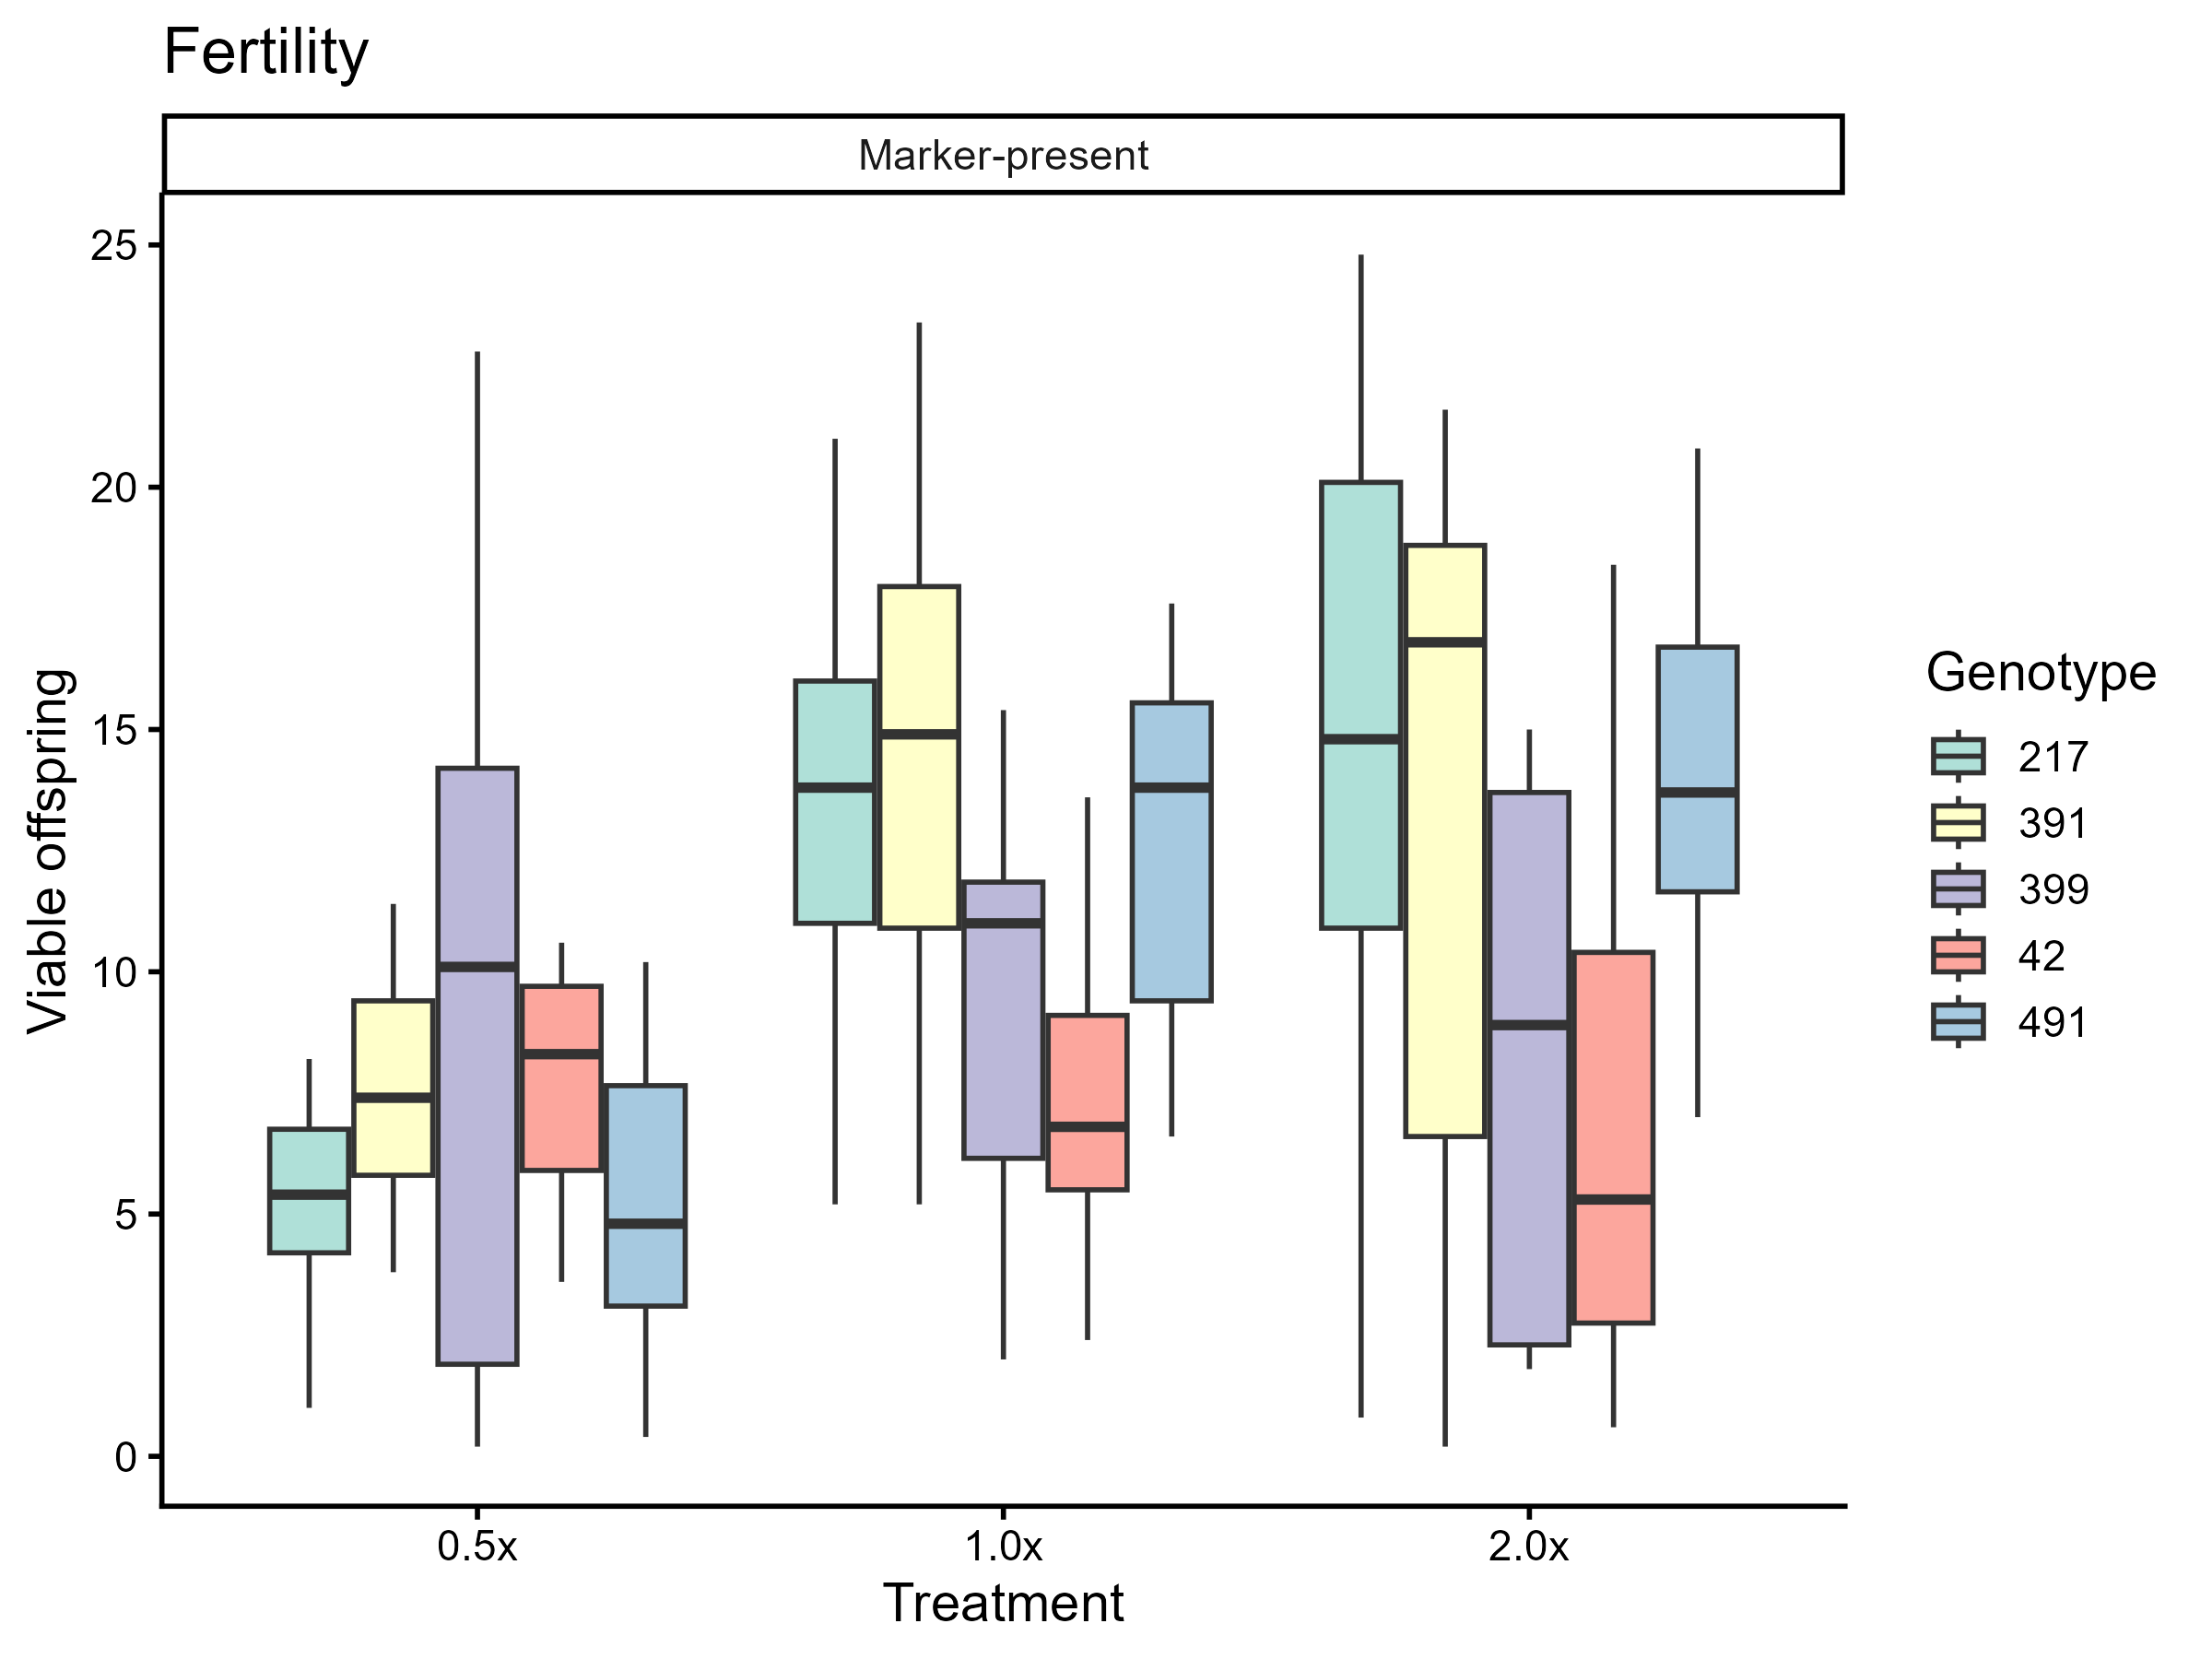 Fertility
Marker-present
25
20
15
10
5
0
Viable offspring
0.5x
1.0x
2.0x
Treatment
Genotype
217
391
399
42
491